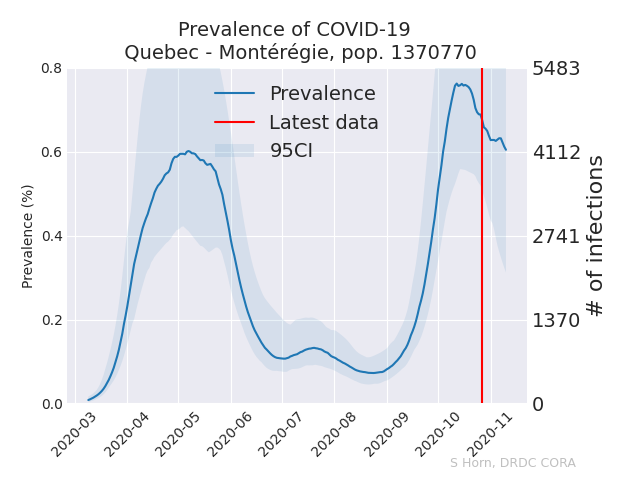 Prevalence of COVID-19
Quebec - Montérégie, pop. 1370770
Prevalence
Latest data
95CI
Prevalence (%)
0.8
0.6
0.4
0.2
0.0
5483
4112
2741
1370
0
# of infections
2020-03
2020-04
2020-05
2020-06
2020-07
2020-08
2020-09
2020-10
2020-11
S Horn, DRDC CORA